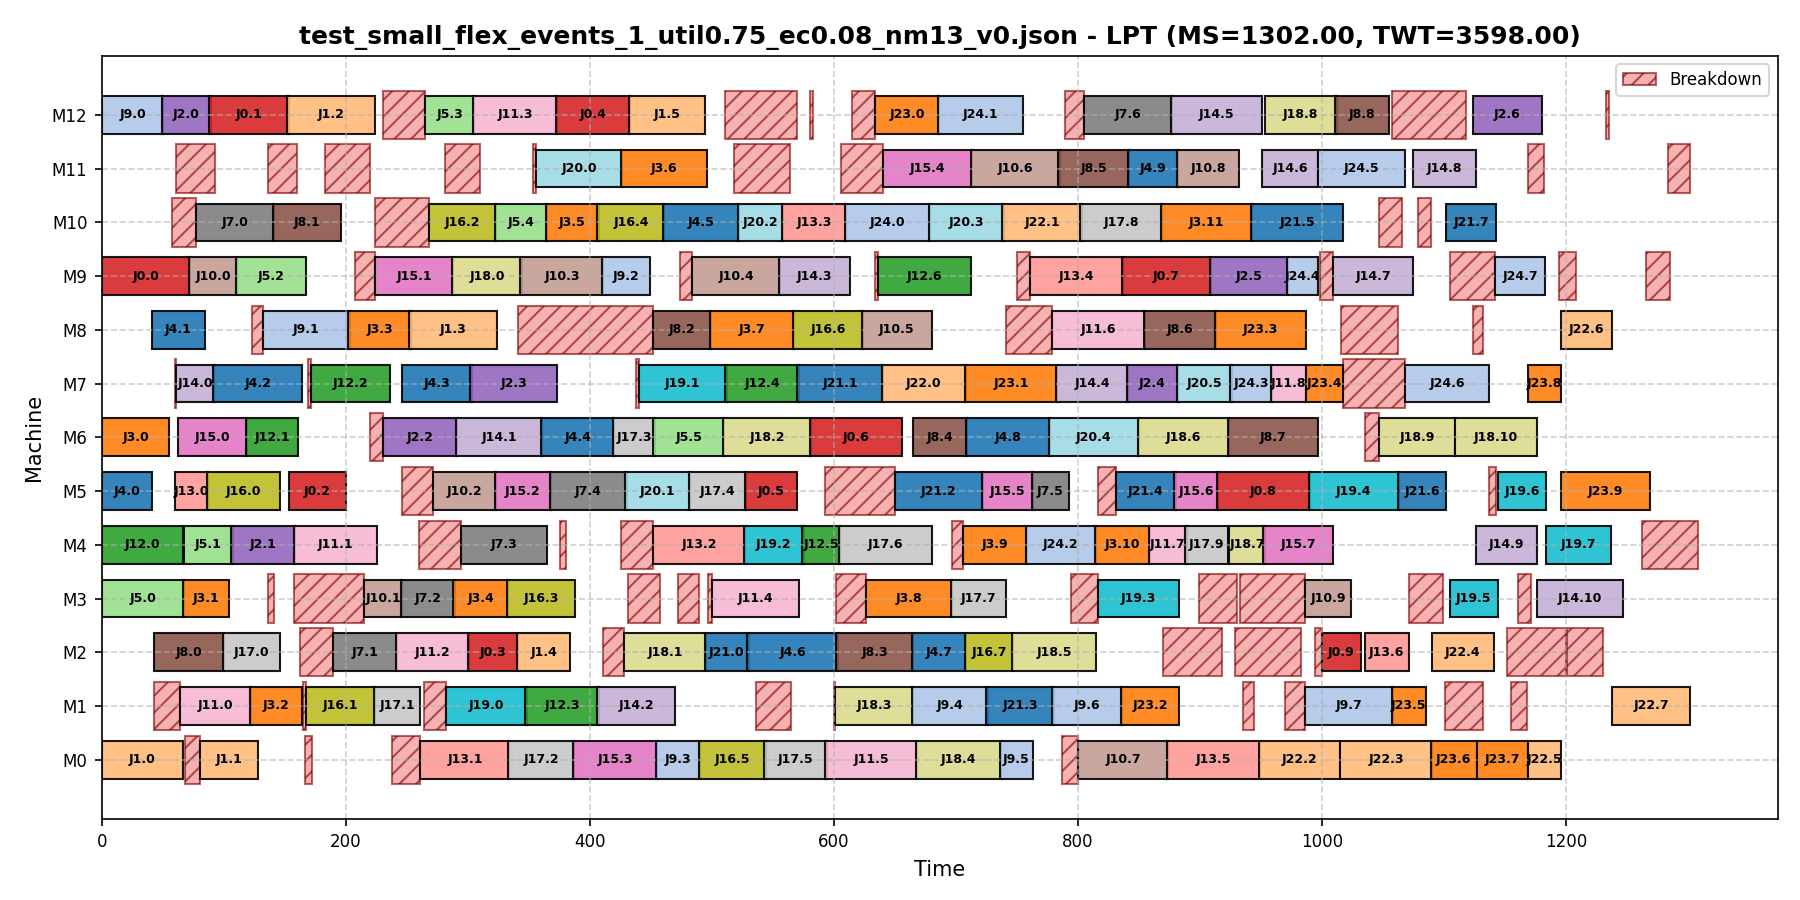 test_small_flex_events_1_util0.75_ec0.08_nm13_v0.json - LPT (MS=1302.00, TWT=3598.00)
Breakdown
M12 J9.0 J2.0 J0.1 J1.2 J5.3 J11.3 J0.4 J1.5 J23.0 J24.1 J7.6 J14.5 J18.8 J8.8 J2.6
M11 J20.0 J3.6 J15.4 J10.6 J8.5 J4.9 J10.8 J14.6 J24.5 J14.8
M10 J7.0 J8.1 J16.2 J5.4 J3.5 J16.4 J4.5 J20.2 J13.3 J24.0 J20.3 J22.1 J17.8 J3.11 J21.5 J21.7
M9 J0.0 J10.0 J5.2 J15.1 J18.0 J10.3 J9.2 J10.4 J14.3 J12.6 J13.4 J0.7 J2.5 J24.4 J14.7 J24.7
M8 J4.1 J9.1 J3.3 J1.3 J8.2 J3.7 J16.6 J10.5 J11.6 J8.6 J23.3 J22.6
M7 J14.0 J4.2 J12.2 J4.3 J2.3 J19.1 J12.4 J21.1 J22.0 J23.1 J14.4 J2.4 J20.5 J24.3 J11.8 J23.4 J24.6 J23.8
M6 J3.0 J15.0 J12.1 J2.2 J14.1 J4.4 J17.3 J5.5 J18.2 J0.6 J8.4 J4.8 J20.4 J18.6 J8.7 J18.9 J18.10
M5 J4.0 J13.0 J16.0 J0.2 J10.2 J15.2 J7.4 J20.1 J17.4 J0.5 J21.2 J15.5 J7.5 J21.4 J15.6 J0.8 J19.4 J21.6 J19.6 J23.9
M4 J12.0 J5.1 J2.1 J11.1 J7.3 J13.2 J19.2 J12.5 J17.6 J3.9 J24.2 J3.10 J11.7 J17.9 J18.7 J15.7 J14.9 J19.7
M3 J5.0 J3.1 J10.1 J7.2 J3.4 J16.3 J11.4 J3.8 J17.7 J19.3 J10.9 J19.5 J14.10
M2 J8.0 J17.0 J7.1 J11.2 J0.3 J1.4 J18.1 J21.0 J4.6 J8.3 J4.7 J16.7 J18.5 J0.9 J13.6 J22.4
M1 J11.0 J3.2 J16.1 J17.1 J19.0 J12.3 J14.2 J18.3 J9.4 J21.3 J9.6 J23.2 J9.7 J23.5 J22.7
M0 J1.0 J1.1 J13.1 J17.2 J15.3 J9.3 J16.5 J17.5 J11.5 J18.4 J9.5 J10.7 J13.5 J22.2 J22.3 J23.6 J23.7 J22.5
Machine
0 200 400 600 800 1000 1200
Time